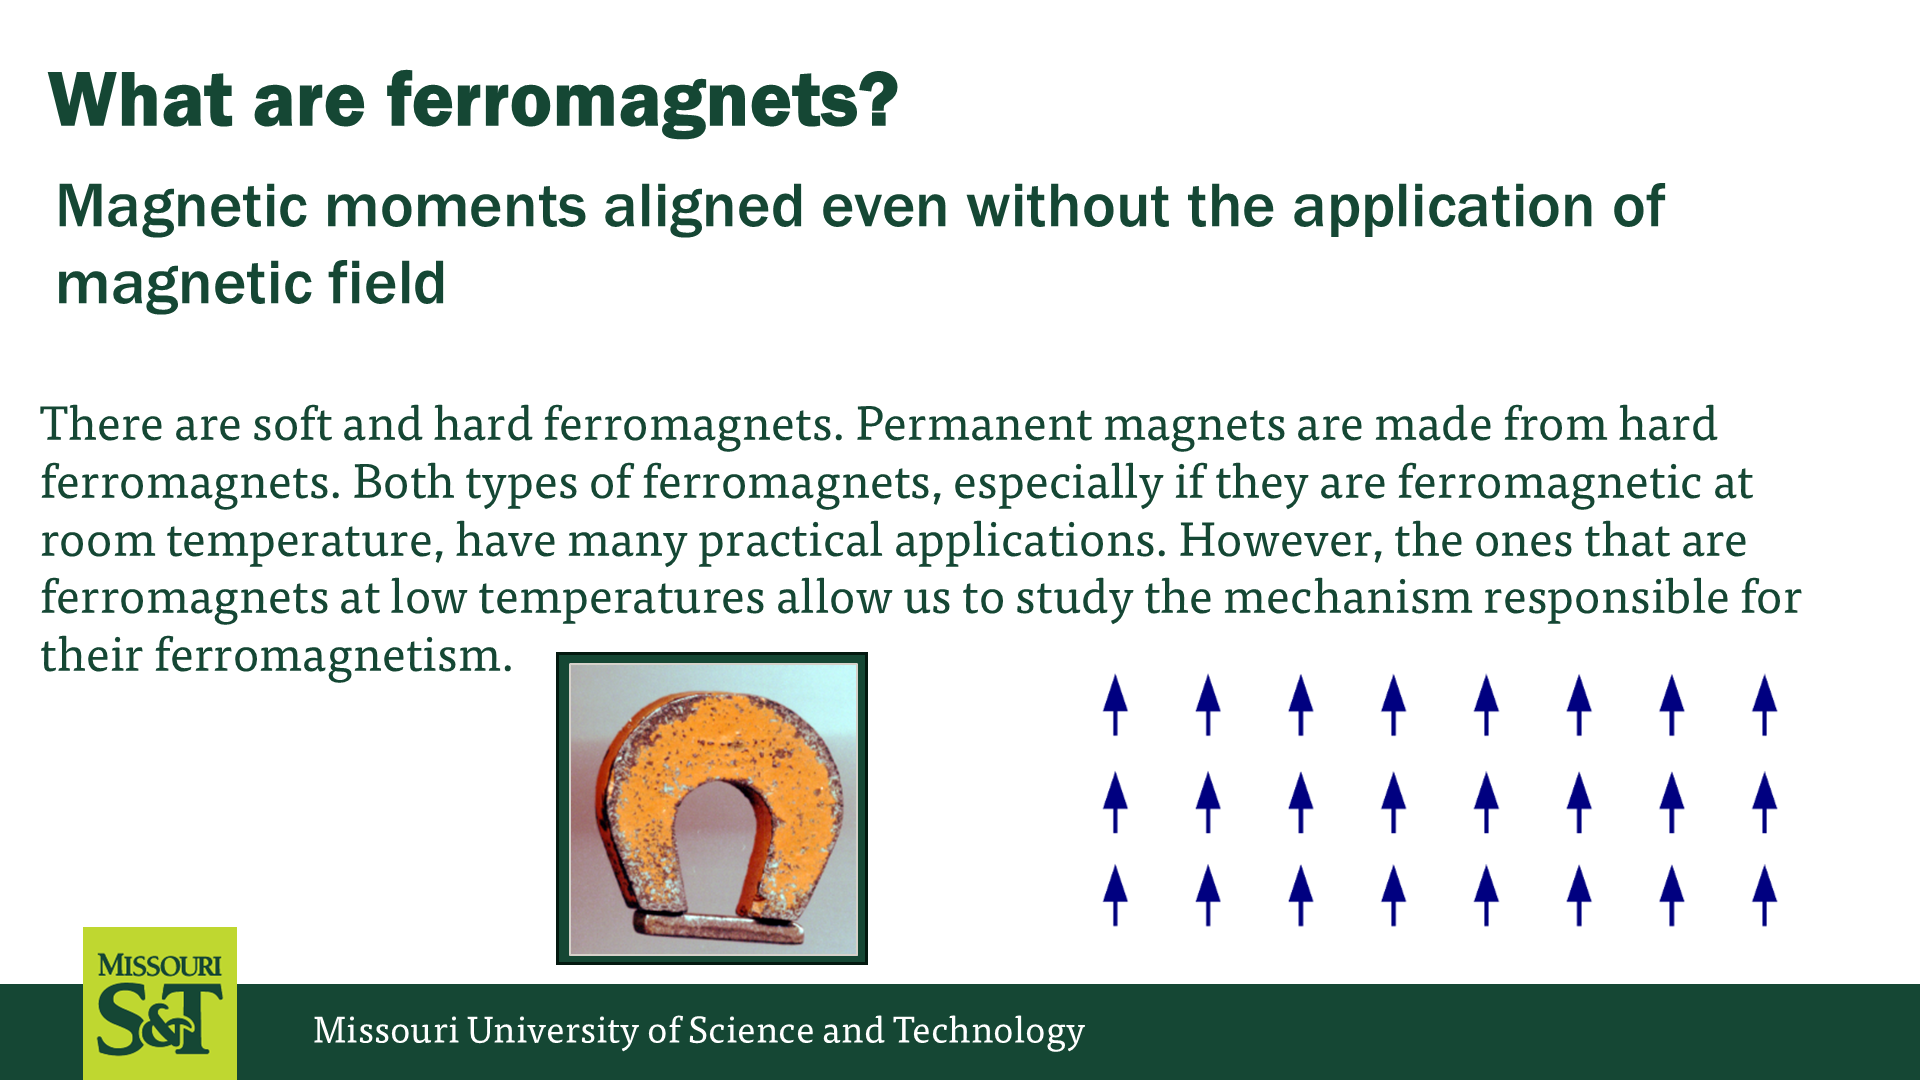 What are ferromagnets?
Magnetic moments aligned even without the application of
magnetic field
There are soft and hard ferromagnets. Permanent magnets are made from hard
ferromagnets. Both types of ferromagnets, especially if they are ferromagnetic at
room temperature, have many practical applications. However, the ones that are
ferromagnets at low temperatures allow us to study the mechanism responsible for
their ferromagnetism.
MISSOURI
S&T
Missouri University of Science and Technology